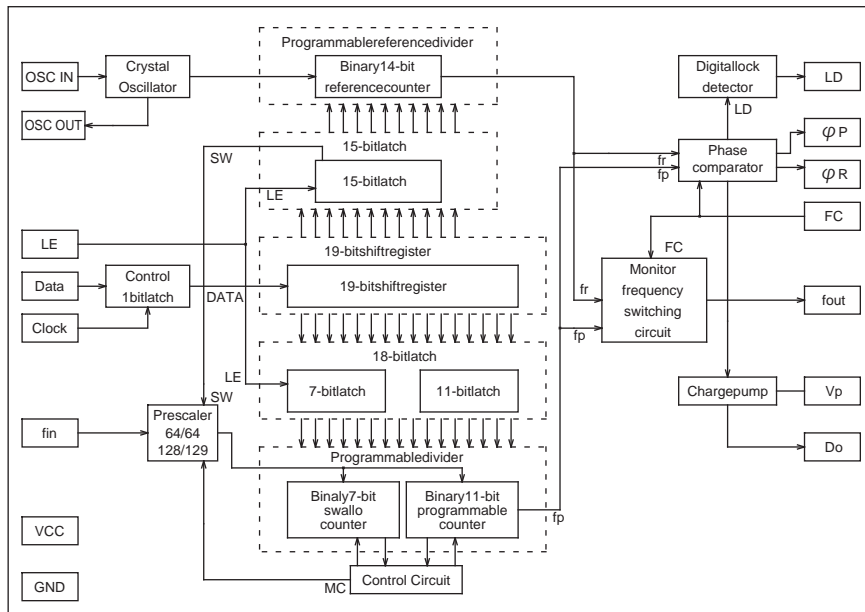 Programmablereferencedivider
OSC IN
Crystal
Oscillator
Binary14-bit
referencecounter
Digitallock
detector
LD
OSC OUT
LD
φP
SW
15-bitlatch
15-bitlatch
LE
fr
fp
Phase
comparator
φR
FC
LE
19-bitshiftregister
FC
Data
Control
1bitlatch
DATA
19-bitshiftregister
fr
Monitor
frequency
switching
circuit
fout
Clock
fp
18-bitlatch
LE
SW
7-bitlatch
11-bitlatch
Chargepump
Vp
fin
Prescaler
64/64
128/129
Do
Programmabledivider
Binaly7-bit
swallo
counter
Binary11-bit
programmable
counter
fp
VCC
GND
MC
Control Circuit